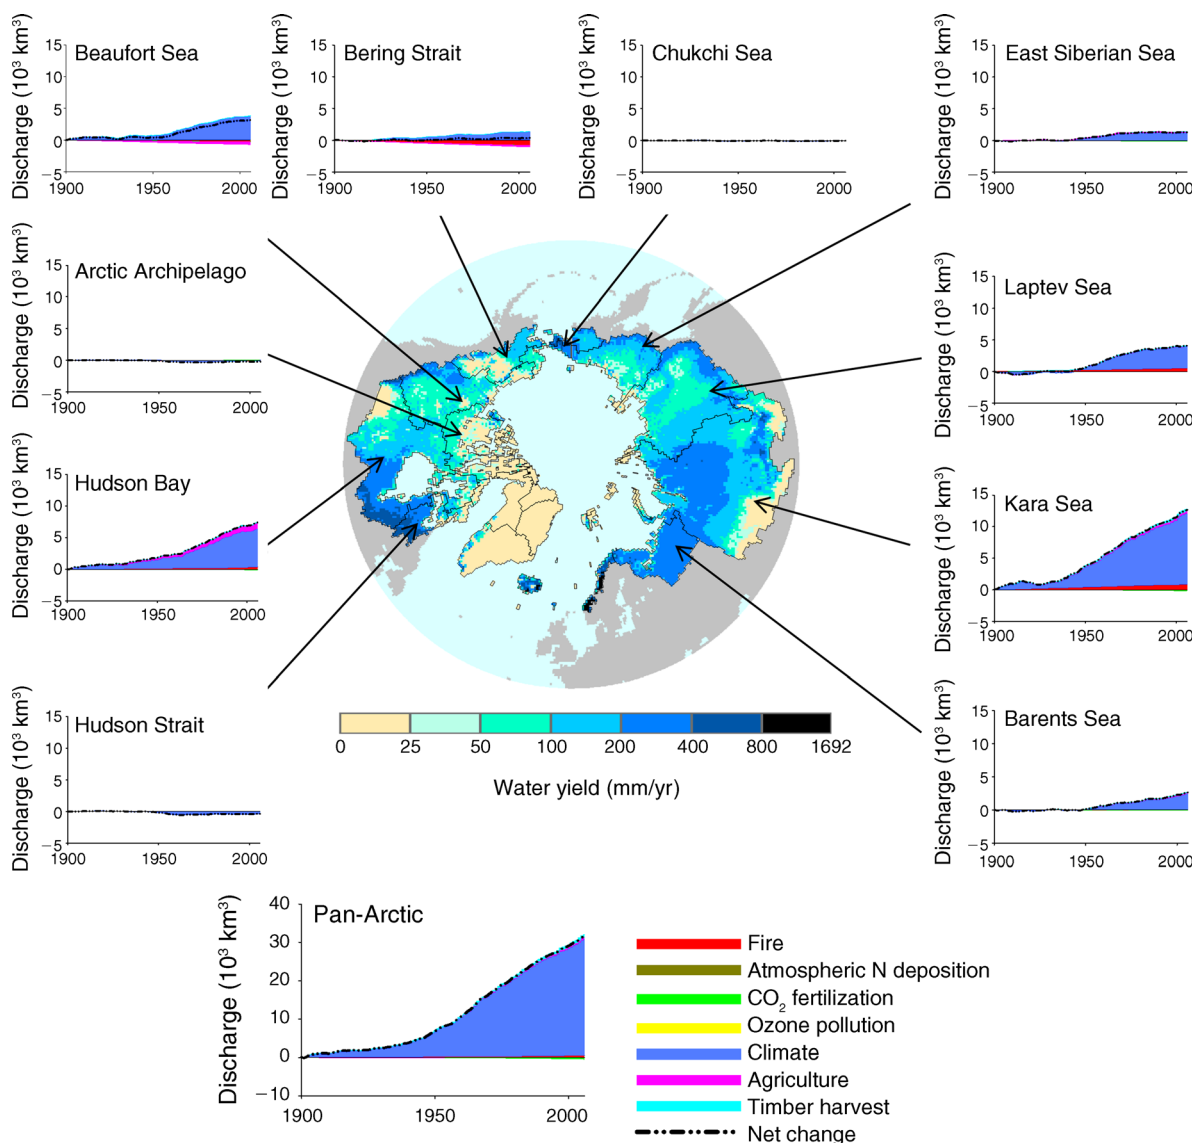 Beaufort Sea
Discharge (10³ km³)
15
10
5
0
−5
1900
1950
2000
Bering Strait
Discharge (10³ km³)
15
10
5
0
−5
1900
1950
2000
Chukchi Sea
Discharge (10³ km³)
15
10
5
0
−5
1900
1950
2000
East Siberian Sea
Discharge (10³ km³)
15
10
5
0
−5
1900
1950
2000
Arctic Archipelago
Discharge (10³ km³)
15
10
5
0
−5
1900
1950
2000
Laptev Sea
Discharge (10³ km³)
15
10
5
0
−5
1900
1950
2000
Hudson Bay
Discharge (10³ km³)
15
10
5
0
−5
1900
1950
2000
Kara Sea
Discharge (10³ km³)
15
10
5
0
−5
1900
1950
2000
Hudson Strait
Discharge (10³ km³)
15
10
5
0
−5
1900
1950
2000
Barents Sea
Discharge (10³ km³)
15
10
5
0
−5
1900
1950
2000
0 25 50 100 200 400 800 1692
Water yield (mm/yr)
Pan-Arctic
Discharge (10³ km³)
40
30
20
10
0
−10
1900
1950
2000
Fire
Atmospheric N deposition
CO₂ fertilization
Ozone pollution
Climate
Agriculture
Timber harvest
Net change